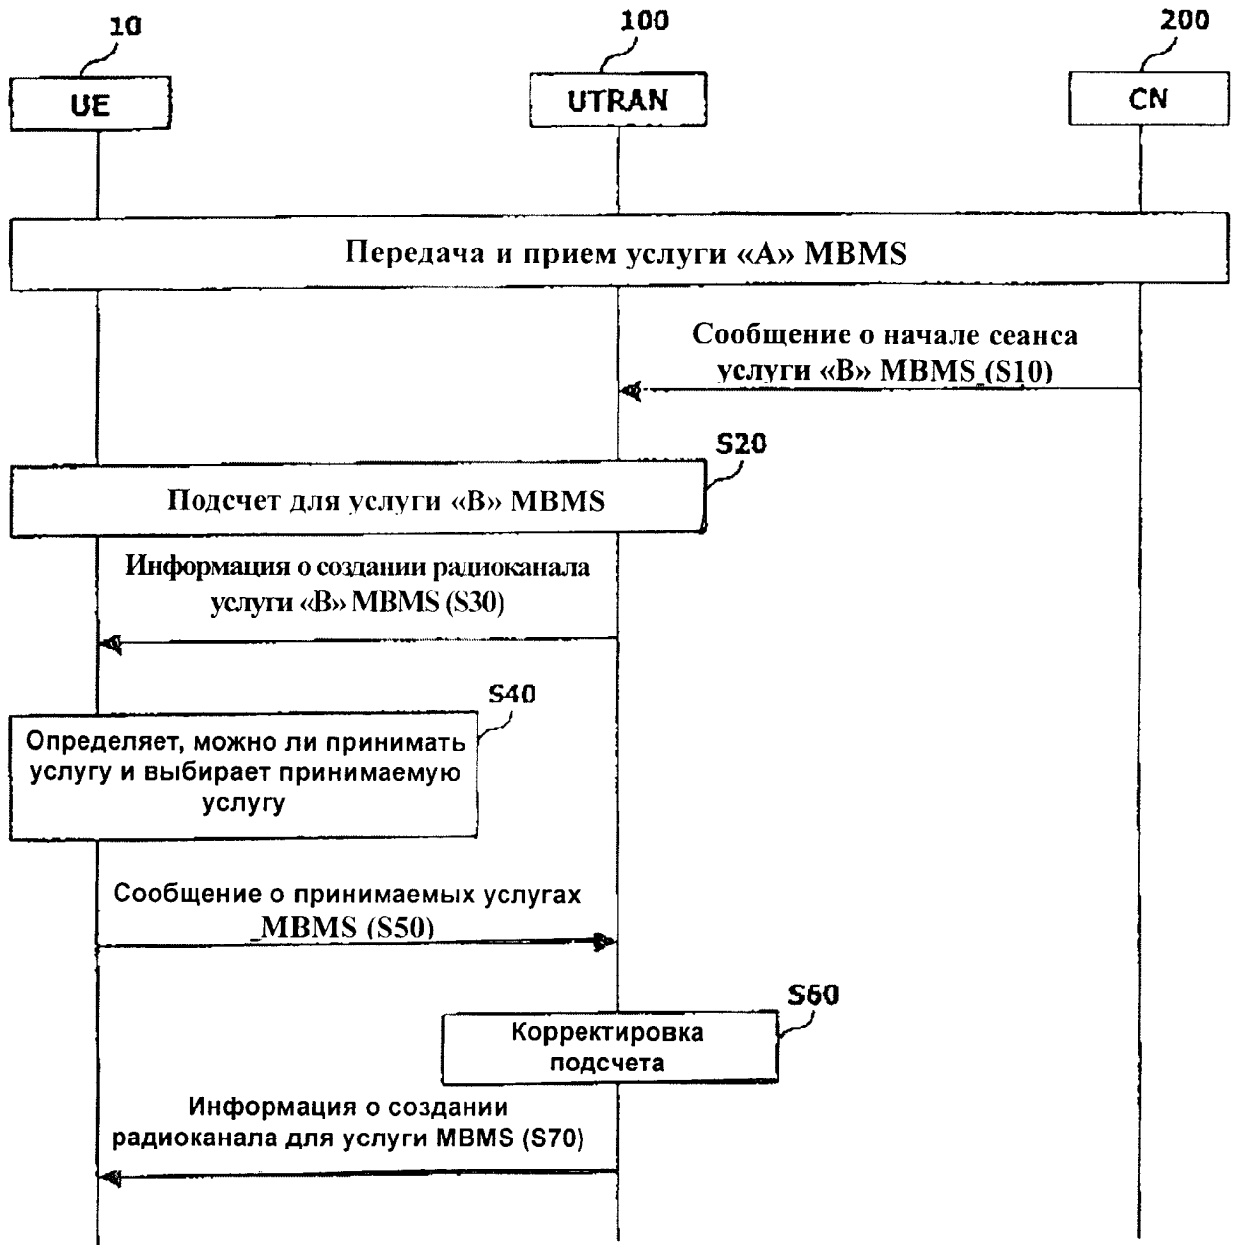 10
100
200
UE
UTRAN
CN
Передача и прием услуги «А» MBMS
Сообщение о начале сеанса
услуги «В» MBMS (S10)
S20
Подсчет для услуги «В» MBMS
Информация о создании радиоканала
услуги «В» MBMS (S30)
S40
Определяет, можно ли принимать
услугу и выбирает принимаемую
услугу
Сообщение о принимаемых услугах
MBMS (S50)
S60
Корректировка
подсчета
Информация о создании
радиоканала для услуги MBMS (S70)